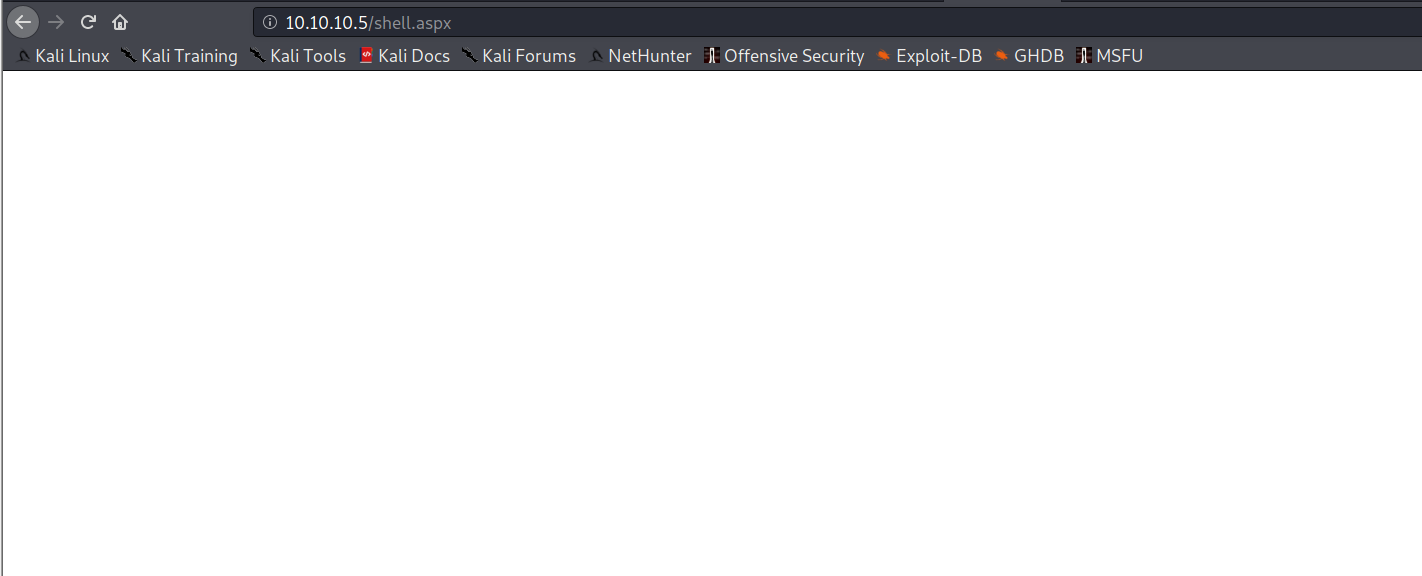 10.10.10.5/shell.aspx
Kali Linux Kali Training Kali Tools Kali Docs Kali Forums NetHunter Offensive Security Exploit-DB GHDB MSFU